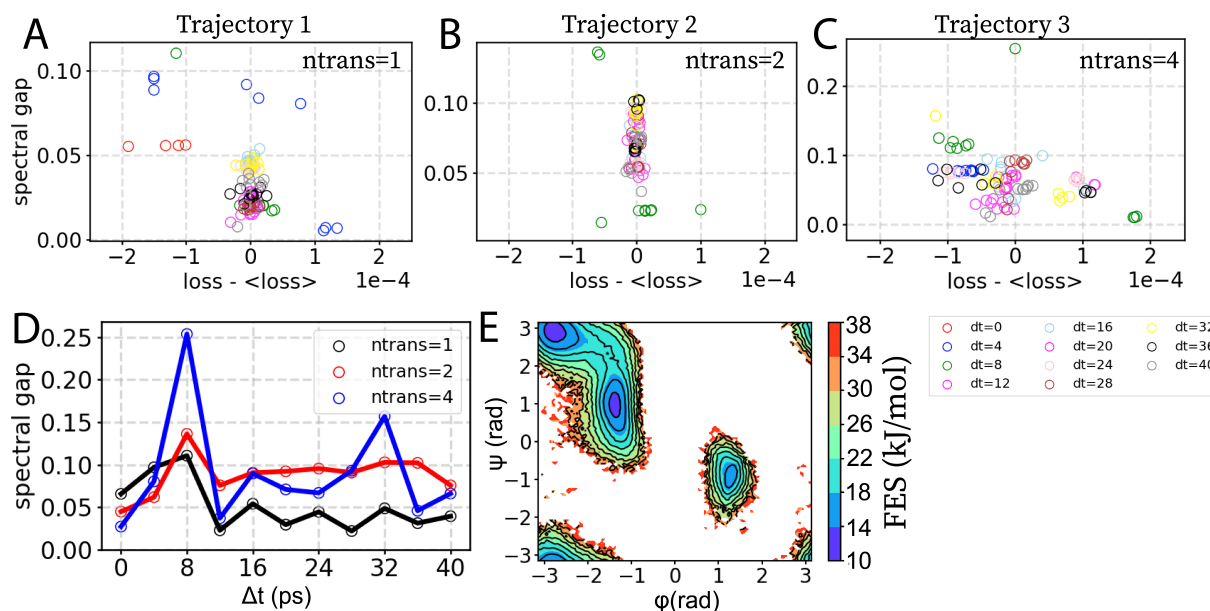 Trajectory 1
Trajectory 2
Trajectory 3
A
B
C
ntrans=1
ntrans=2
ntrans=4
spectral gap
0.10
0.05
0.00
−2 −1 0 1 2
loss - <loss>
1e−4
0.10
0.05
−2 −1 0 1 2
loss - <loss>
1e−4
0.2
0.1
0.0
−2 −1 0 1 2
loss - <loss>
1e−4
D
spectral gap
0.25
0.20
0.15
0.10
0.05
0.00
0 8 16 24 32 40
Δt (ps)
ntrans=1
ntrans=2
ntrans=4
E
Ψ (rad)
3
2
1
0
−1
−2
−3
−3 −2 −1 0 1 2 3
φ(rad)
38
34
30
26
22
18
14
10
FES (kJ/mol)
dt=0 dt=16 dt=32
dt=4 dt=20 dt=36
dt=8 dt=24 dt=40
dt=12 dt=28